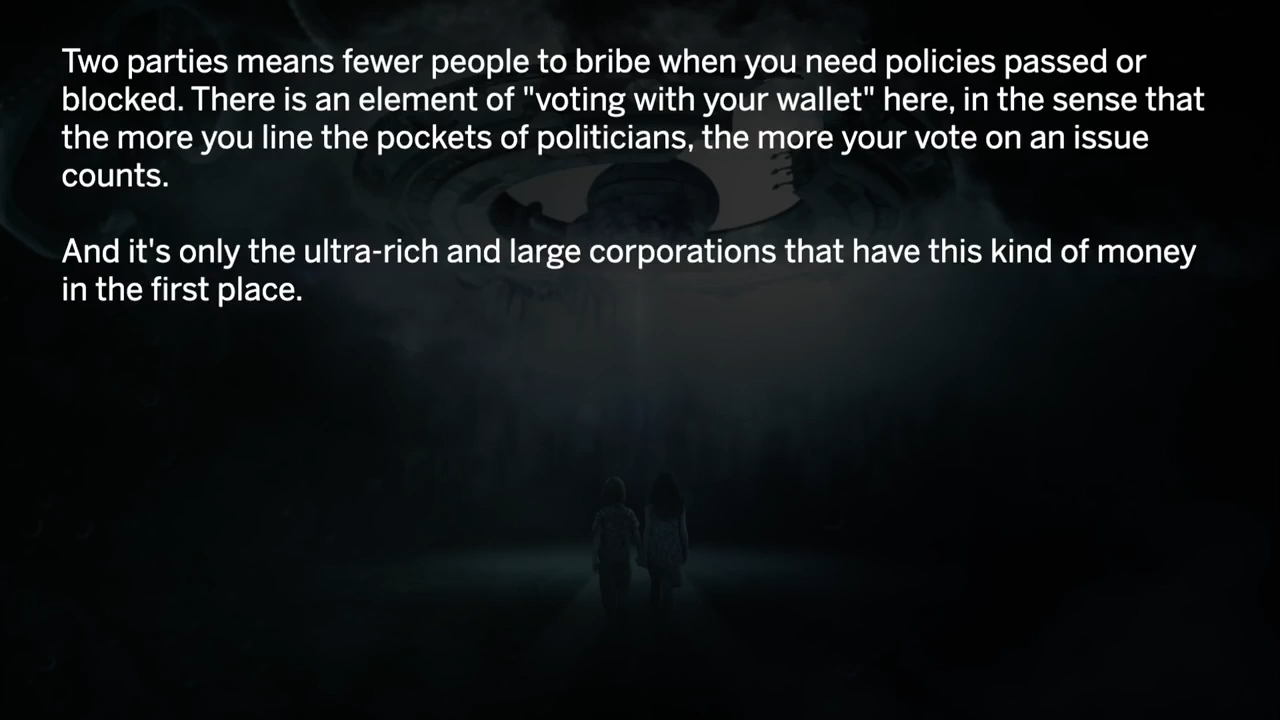 Two parties means fewer people to bribe when you need policies passed or
blocked. There is an element of "voting with your wallet" here, in the sense that
the more you line the pockets of politicians, the more your vote on an issue
counts.
And it's only the ultra-rich and large corporations that have this kind of money
in the first place.